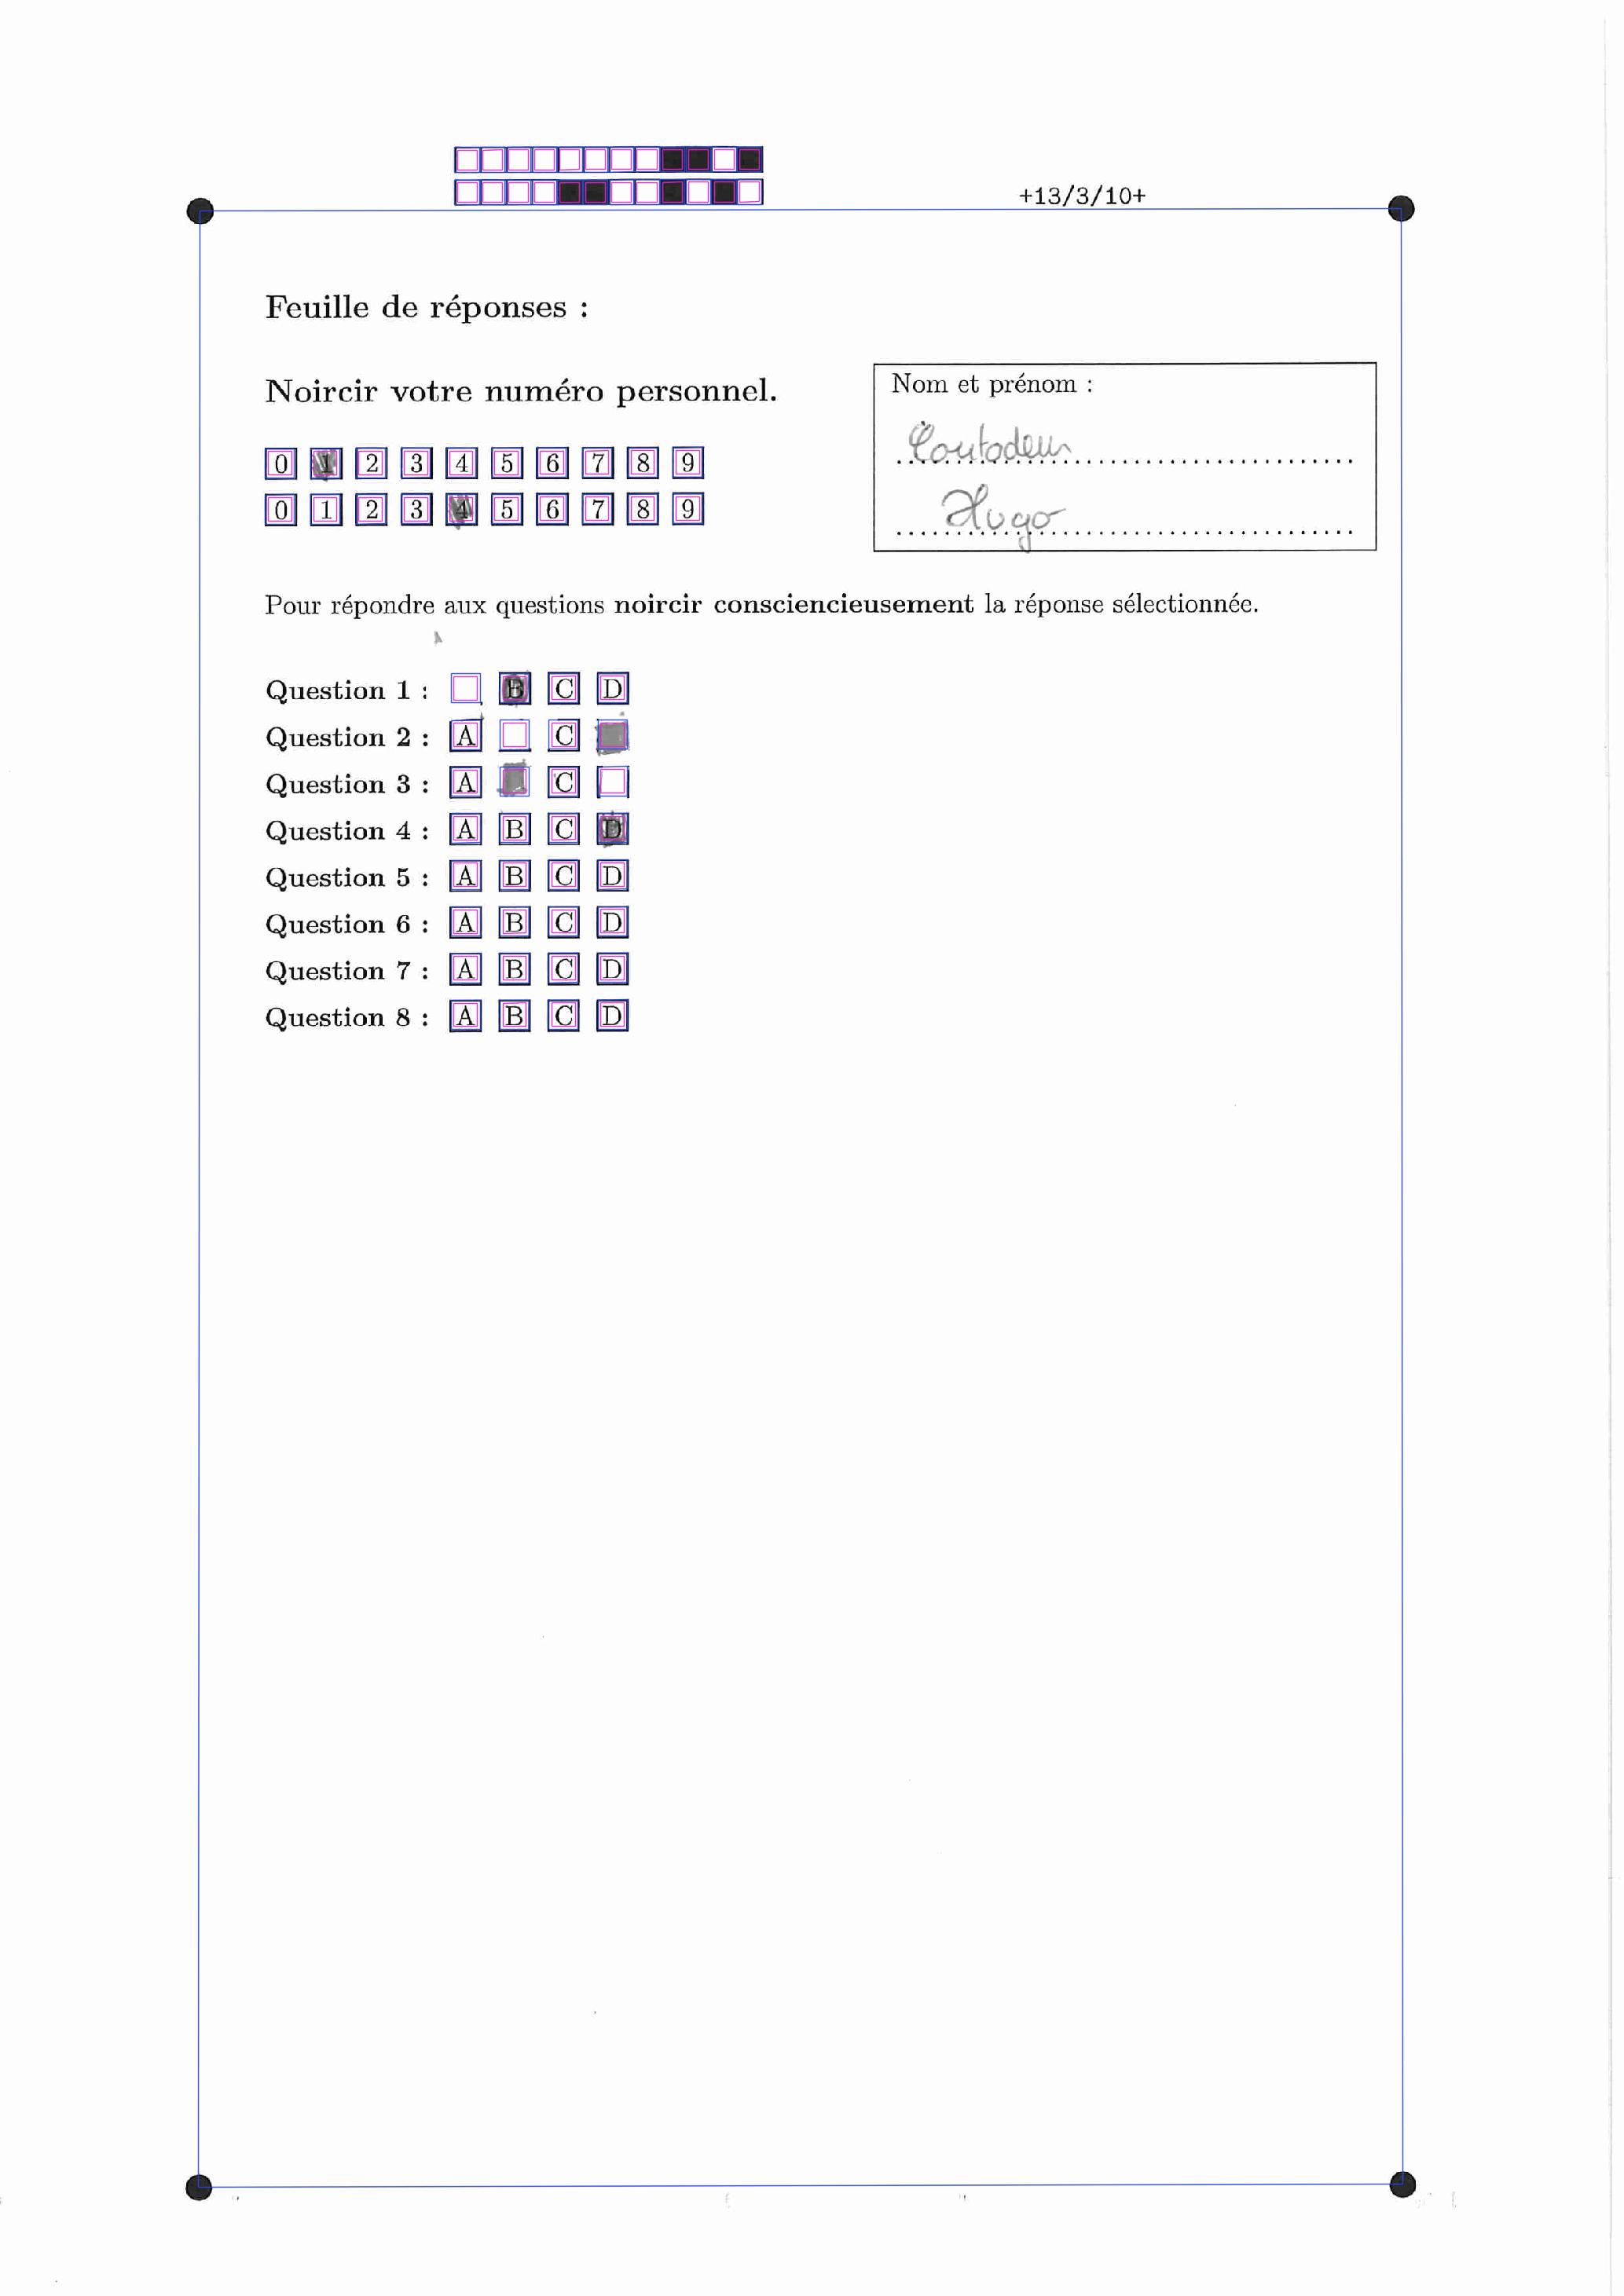 +13/3/10+
Feuille de réponses :
Noircir votre numéro personnel.
Nom et prénom :
0 1 2 3 4 5 6 7 8 9
0 1 2 3 4 5 6 7 8 9
Hugo
Pour répondre aux questions noircir consciencieusement la réponse sélectionnée.
Question 1 : B C D
Question 2 : A C
Question 3 : A C
Question 4 : A B C D
Question 5 : A B C D
Question 6 : A B C D
Question 7 : A B C D
Question 8 : A B C D